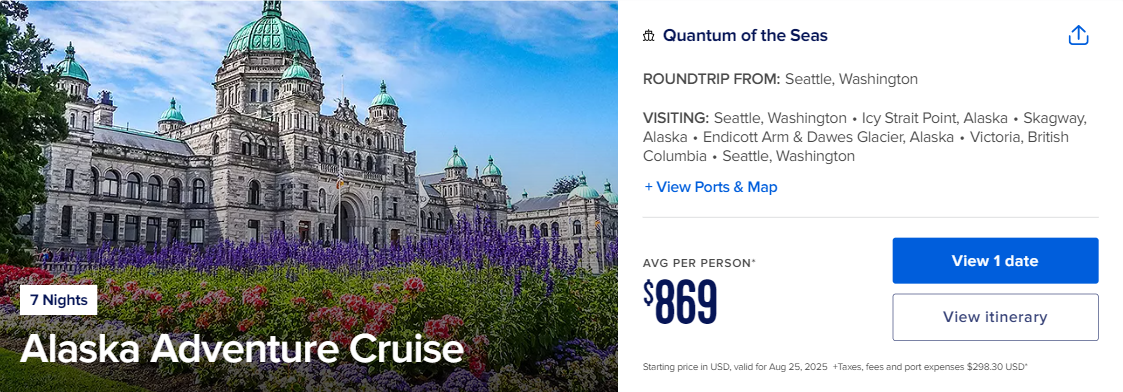 7 Nights
Alaska Adventure Cruise
Quantum of the Seas
ROUNDTRIP FROM: Seattle, Washington
VISITING: Seattle, Washington • Icy Strait Point, Alaska • Skagway,
Alaska • Endicott Arm & Dawes Glacier, Alaska • Victoria, British
Columbia • Seattle, Washington
+ View Ports & Map
AVG PER PERSON*
$869
View 1 date
View itinerary
Starting price in USD, valid for Aug 25, 2025 +Taxes, fees and port expenses $298.30 USD*